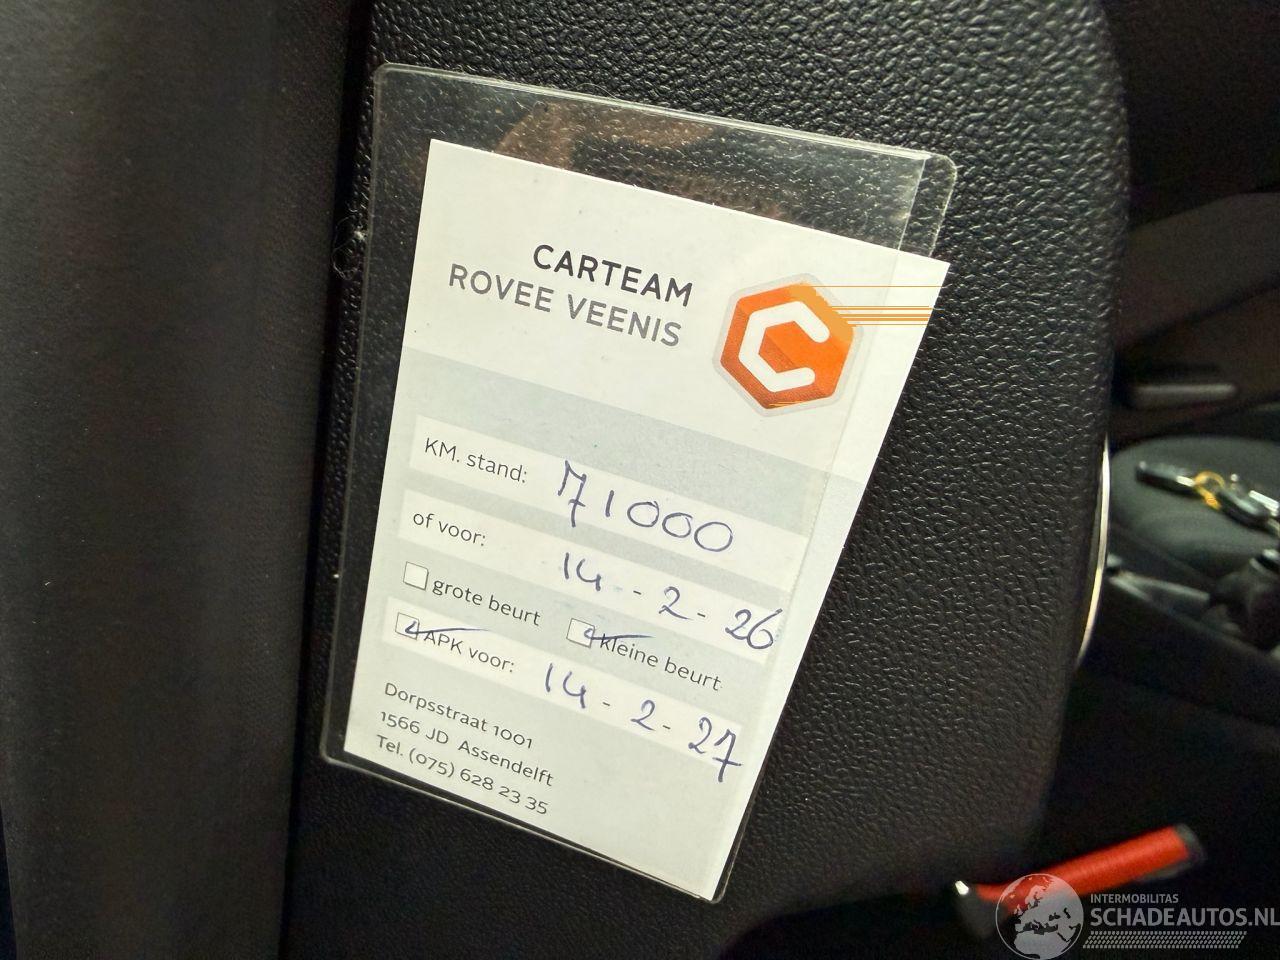 CARTEAM
ROVEE VEENIS
KM. stand: 71000
of voor: 14 - 2 - 26
grote beurt kleine beurt
APK voor: 14 - 2 - 27
Dorpsstraat 1001
1566 JD Assendelft
Tel. (075) 628 23 35
INTERMOBILITAS
SCHADEAUTOS.NL